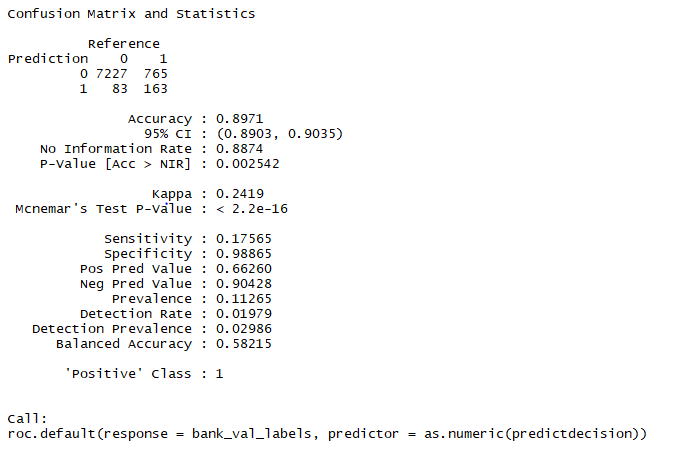 Confusion Matrix and Statistics
Reference
Prediction 0 1
0 7227 765
1 83 163
Accuracy : 0.8971
95% CI : (0.8903, 0.9035)
No Information Rate : 0.8874
P-Value [Acc > NIR] : 0.002542
Kappa : 0.2419
Mcnemar's Test P-Value : < 2.2e-16
Sensitivity : 0.17565
Specificity : 0.98865
Pos Pred Value : 0.66260
Neg Pred Value : 0.90428
Prevalence : 0.11265
Detection Rate : 0.01979
Detection Prevalence : 0.02986
Balanced Accuracy : 0.58215
'Positive' Class : 1
Call:
roc.default(response = bank_val_labels, predictor = as.numeric(predictdecision))